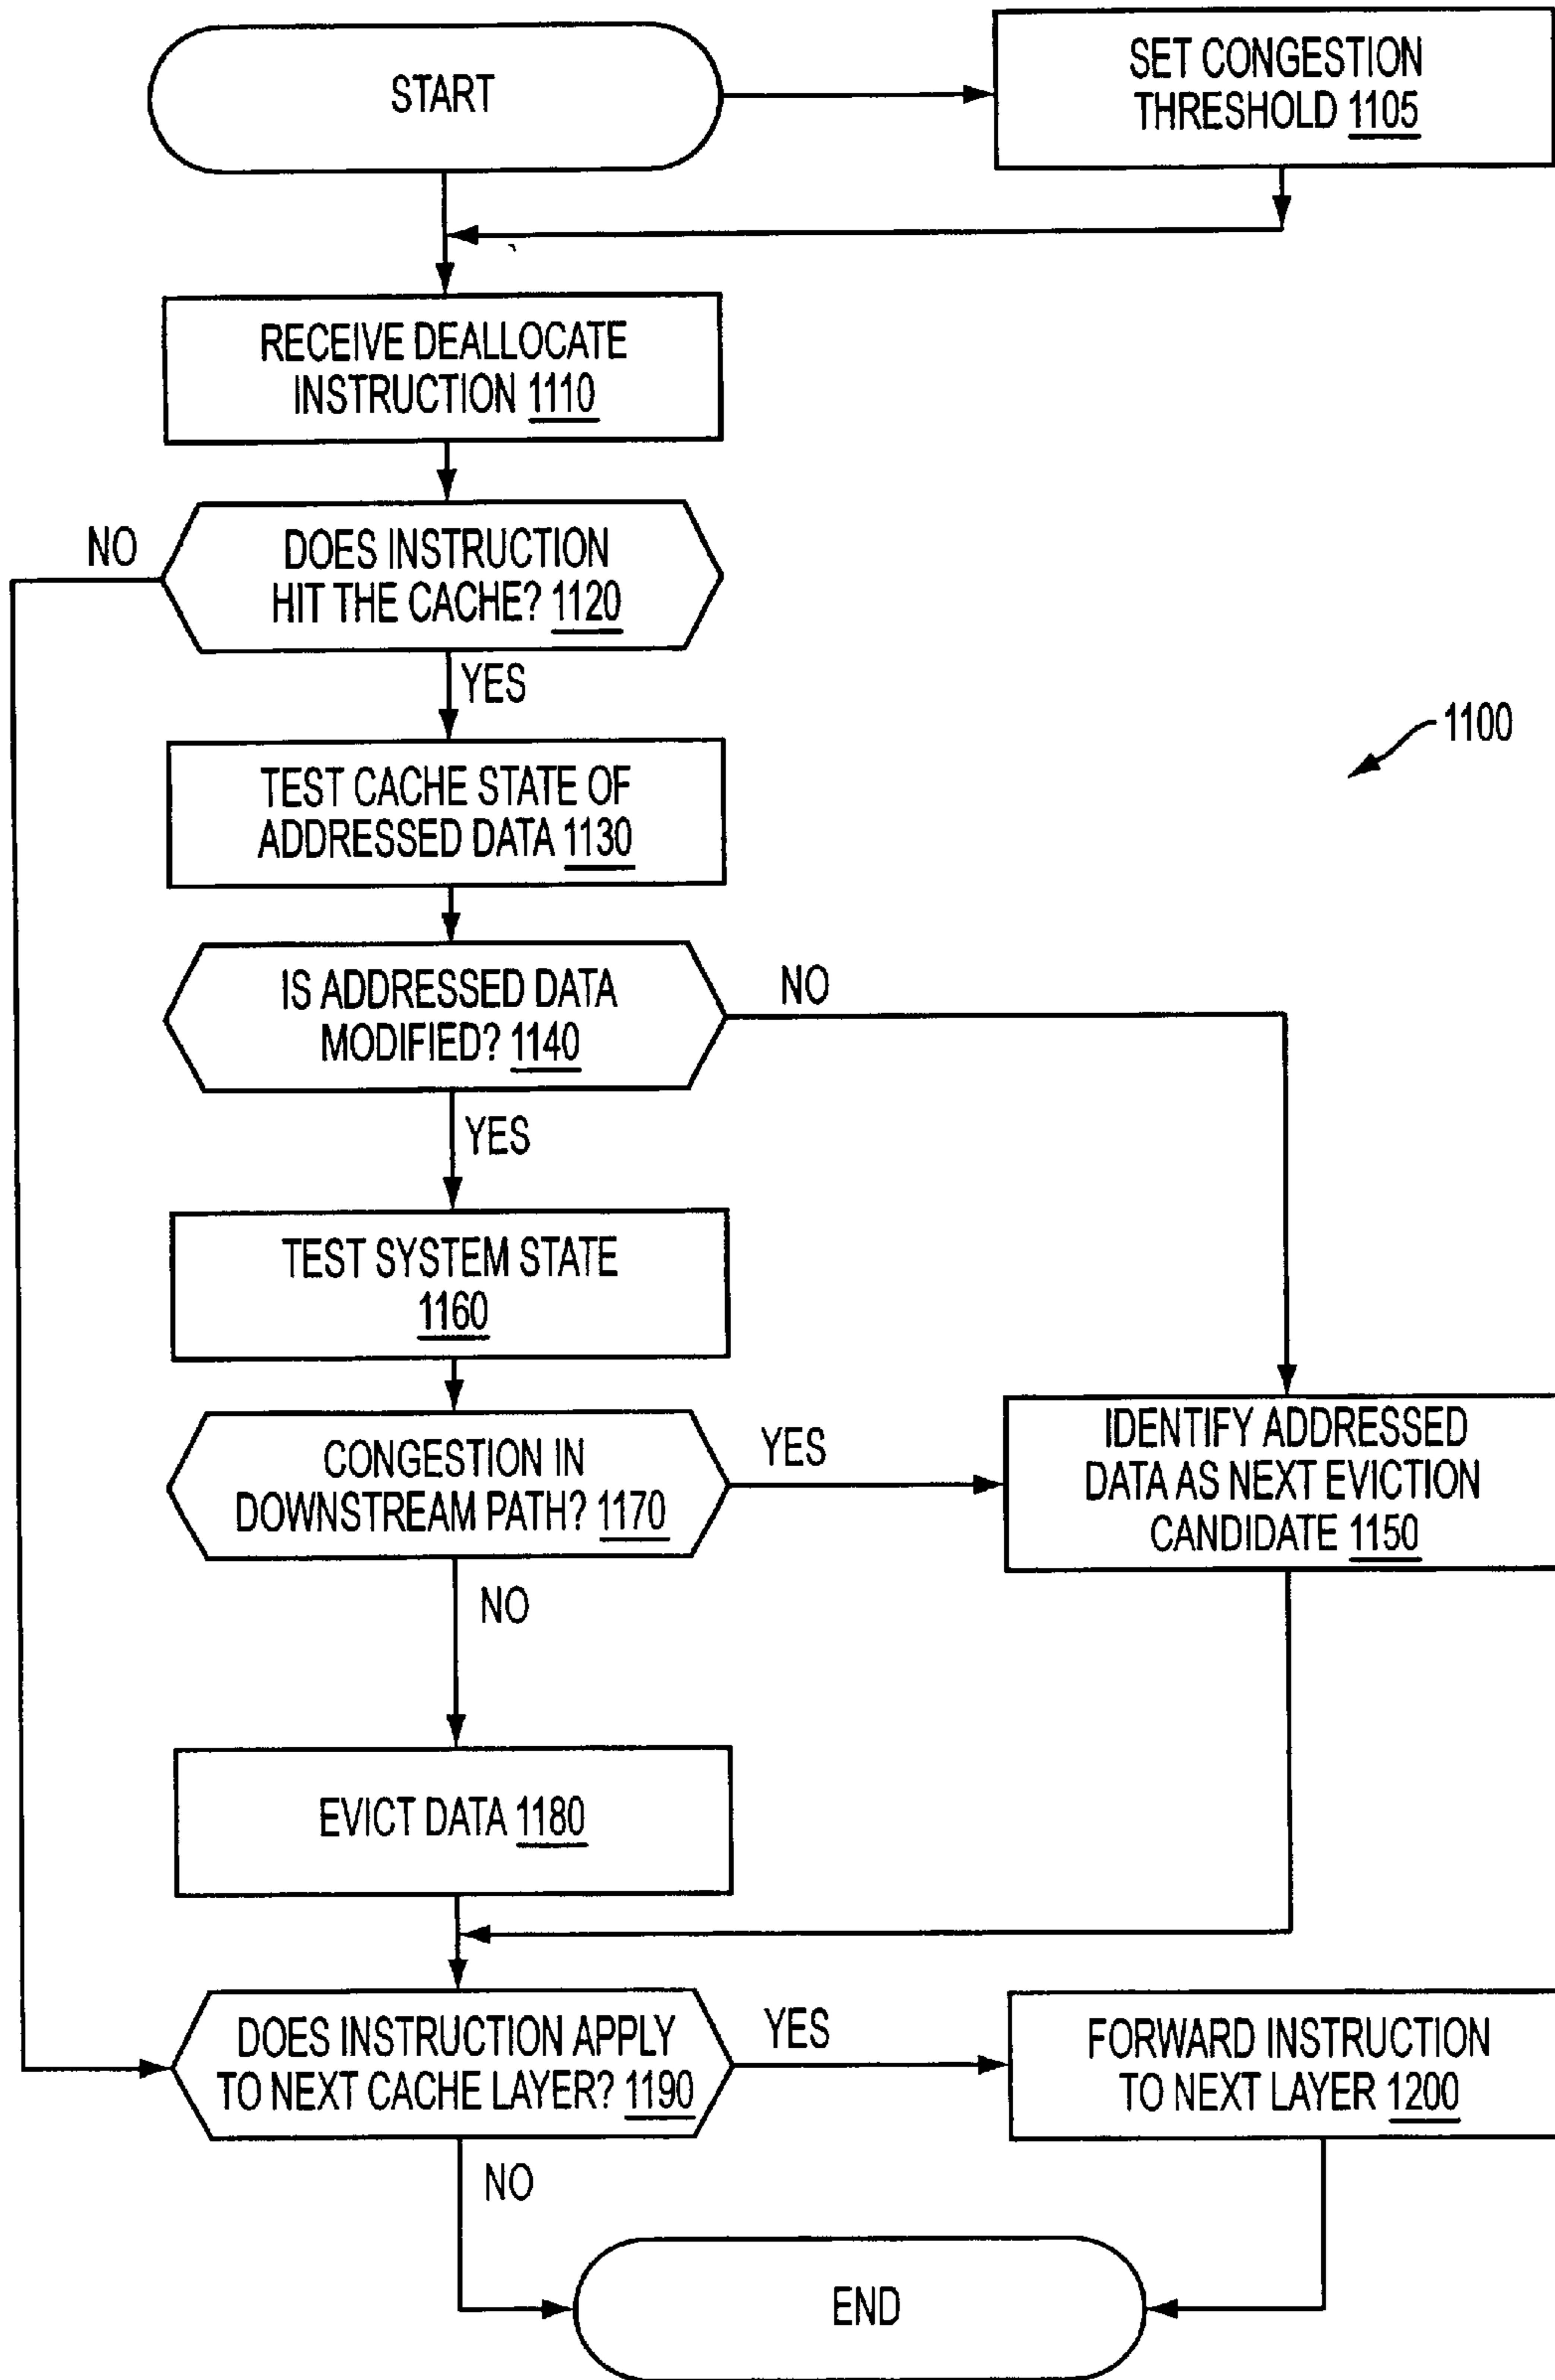 START
SET CONGESTION
THRESHOLD 1105
RECEIVE DEALLOCATE
INSTRUCTION 1110
NO
DOES INSTRUCTION
HIT THE CACHE? 1120
YES
1100
TEST CACHE STATE OF
ADDRESSED DATA 1130
IS ADDRESSED DATA
MODIFIED? 1140
NO
YES
TEST SYSTEM STATE
1160
CONGESTION IN
DOWNSTREAM PATH? 1170
YES
IDENTIFY ADDRESSED
DATA AS NEXT EVICTION
CANDIDATE 1150
NO
EVICT DATA 1180
DOES INSTRUCTION APPLY
TO NEXT CACHE LAYER? 1190
YES
FORWARD INSTRUCTION
TO NEXT LAYER 1200
NO
END